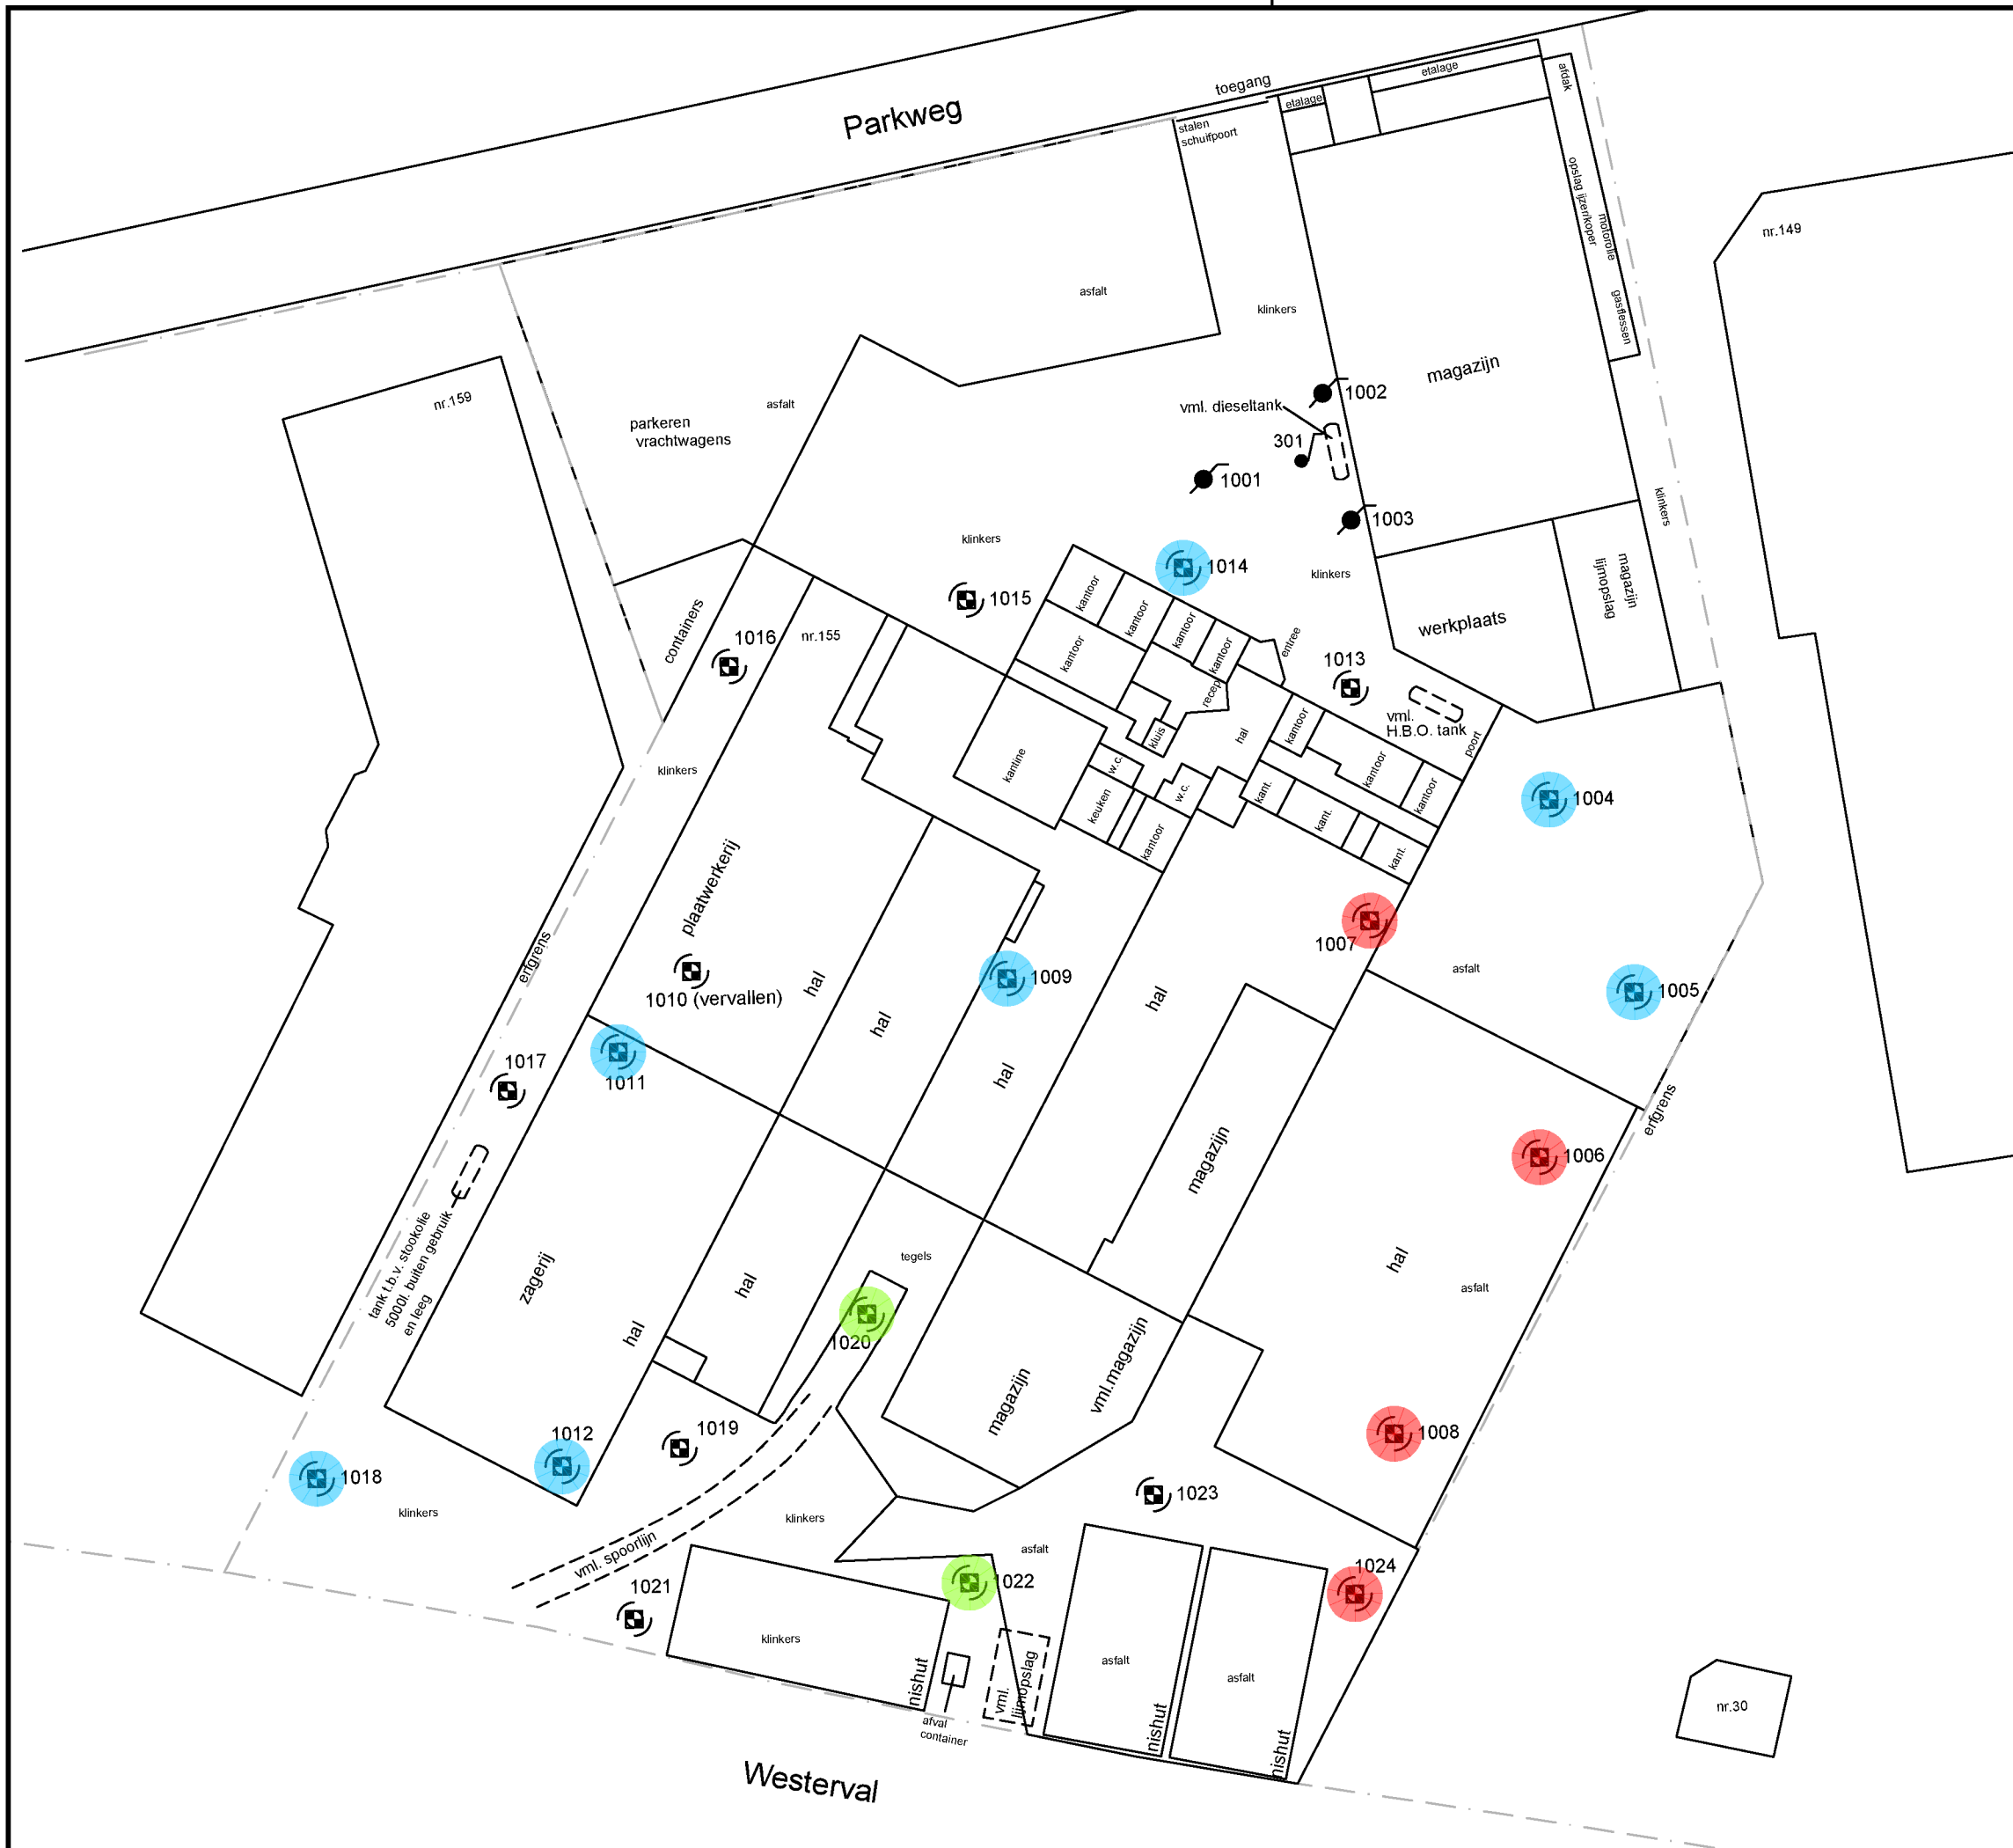 toegang
Parkweg
etalage
etalage
afdak
stalen
schuifpoort
opslag ijzer/koper
motorolie
gasflessen
nr.149
asfalt
klinkers
magazijn
nr.159
asfalt
parkeren
vrachtwagens
1002
vml. dieseltank
301
1001
1003
klinkers
klinkers
1014
klinkers
magazijn
lijmopslag
werkplaats
1015
kantoor
kantoor
kantoor
kantoor
kantoor
entree
containers
1016
nr.155
1013
recep
kluis
hal
kantoor
vml.
H.B.O. tank
poort
kantine
w.c.
w.c.
keuken
kantoor
kant.
kant.
kant.
kantoor
kantoor
klinkers
1004
plaatwerkerij
1007
asfalt
1005
erfgrens
1010 (vervallen)
hal
hal
1009
hal
hal
1017
1011
erfgrens
1006
magazijn
tank t.b.v. stookolie
5000l. buiten gebruik
en leeg
zagerij
hal
hal
tegels
1020
hal
asfalt
magazijn
vml.magazijn
1012
1019
1008
1018
klinkers
klinkers
1023
vml. spoorlijn
asfalt
1021
1022
1024
klinkers
nishut
vml.
lijmopslag
asfalt
nishut
asfalt
nishut
afval
container
nr.30
Westerval